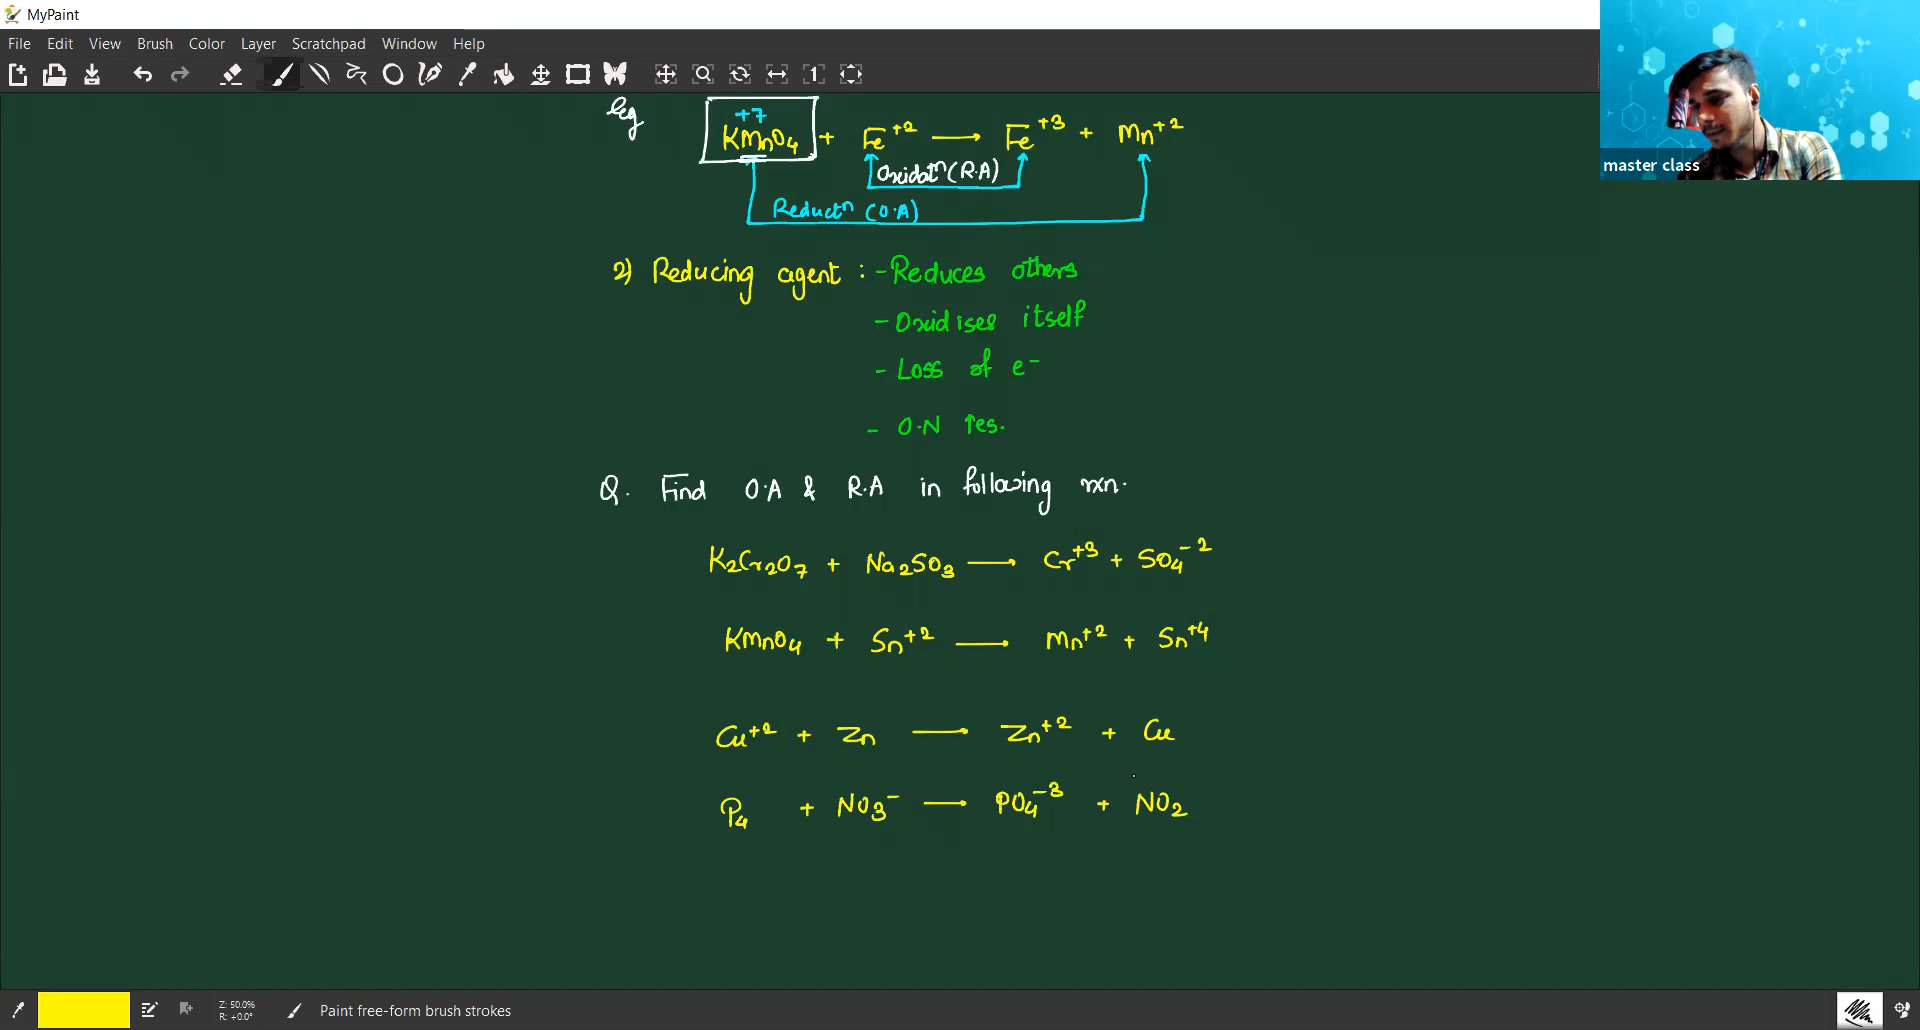 MyPaint
File Edit View Brush Color Layer Scratchpad Window Help
eg
+7
KMnO4 + Fe+2 ⟶ Fe+3 + Mn+2
Oxidatⁿ (R.A)
Reductⁿ (O.A)
master class
2) Reducing agent : - Reduces others
- Oxidises itself
- Loss of e-
- O.N ↑es.
Q. Find O.A & R.A in following rxn.
K2Cr2O7 + Na2SO3 ⟶ Cr+3 + SO4-2
KMnO4 + Sn+2 ⟶ Mn+2 + Sn+4
Cu+2 + Zn ⟶ Zn+2 + Cu
P4 + NO3- ⟶ PO4-3 + NO2
Z: 50.0%
R: +0.0°
Paint free-form brush strokes